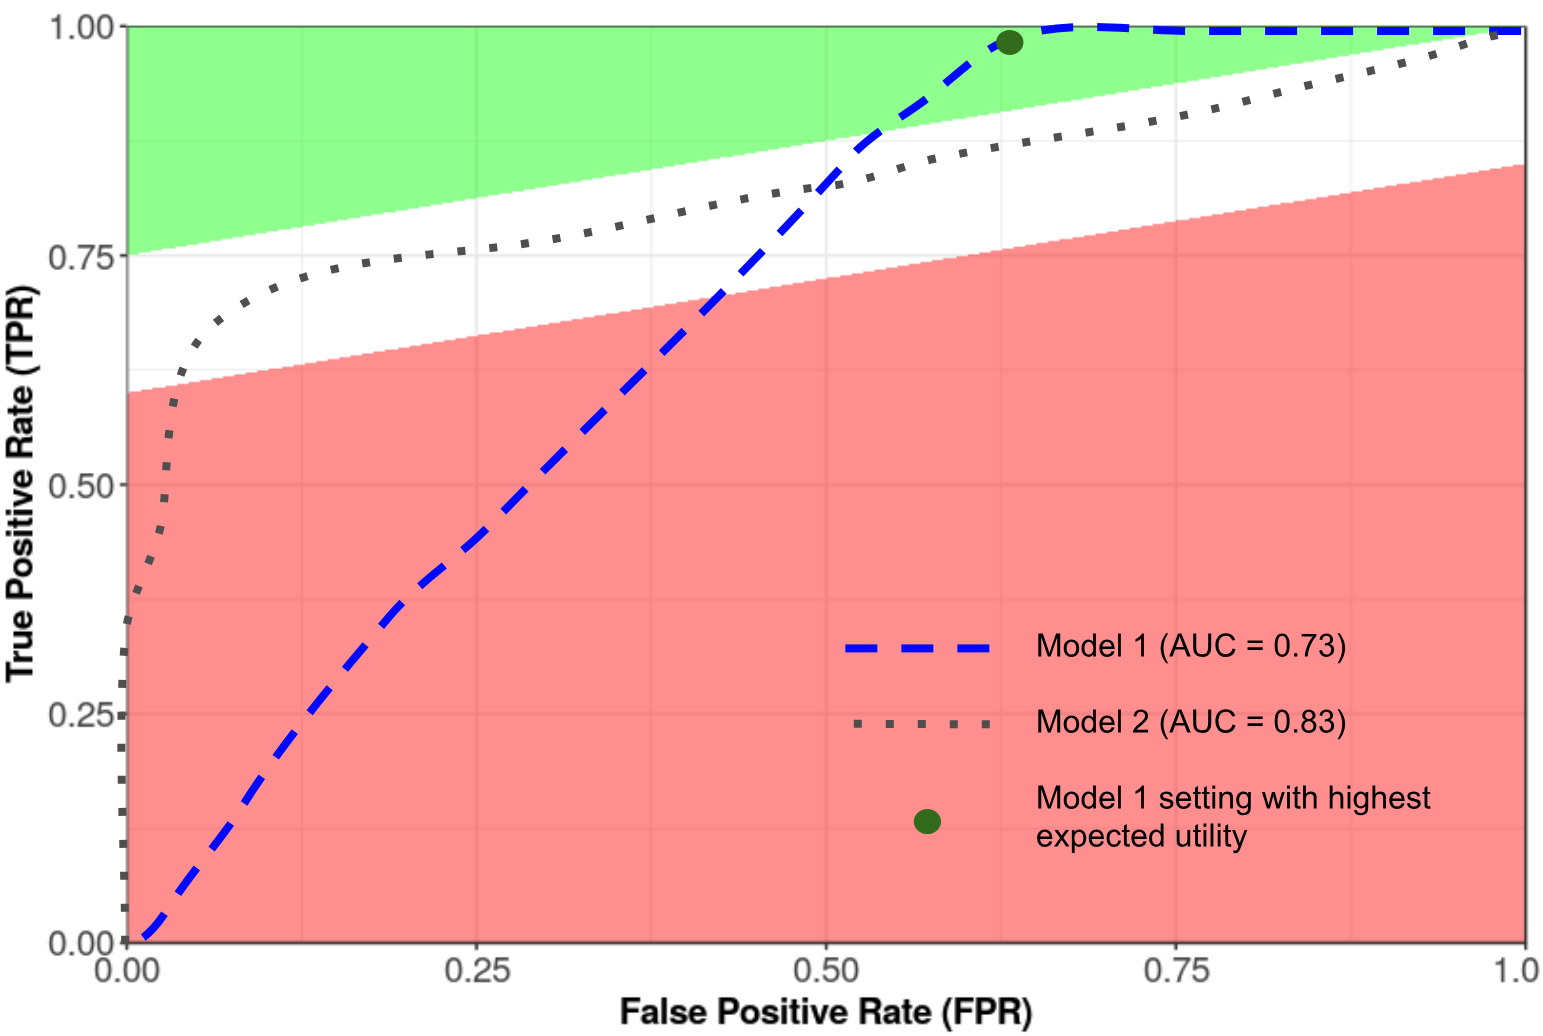 1.00
0.75
0.50
0.25
0.00
True Positive Rate (TPR)
Model 1 (AUC = 0.73)
Model 2 (AUC = 0.83)
Model 1 setting with highest
expected utility
0.00 0.25 0.50 0.75 1.0
False Positive Rate (FPR)